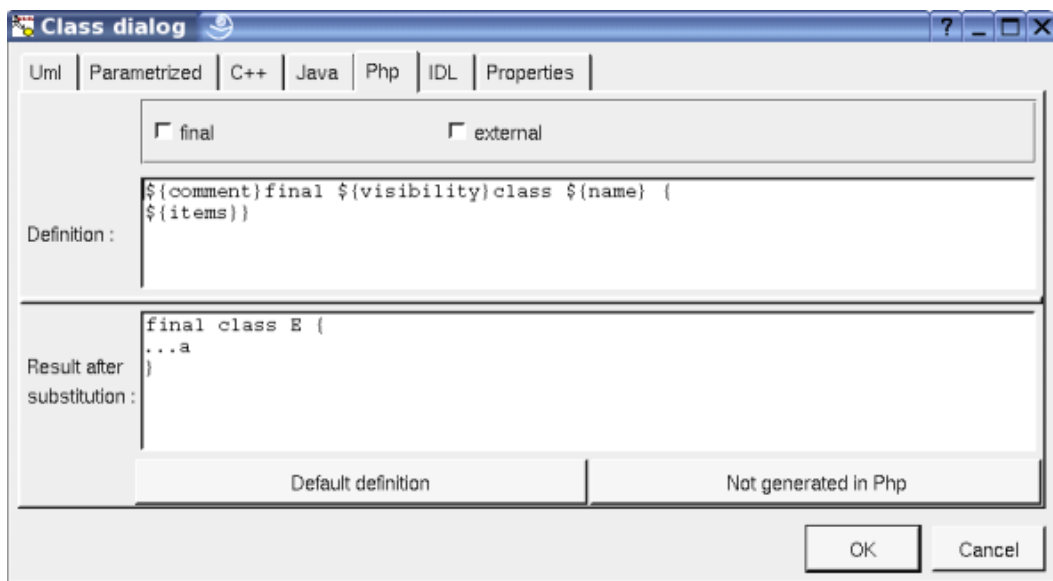 Class dialog
Uml Parametrized C++ Java Php IDL Properties
final external
Definition :
${comment}final ${visibility}class ${name} {
${items}}
Result after
substitution :
final class E {
...a
}
Default definition Not generated in Php
OK Cancel